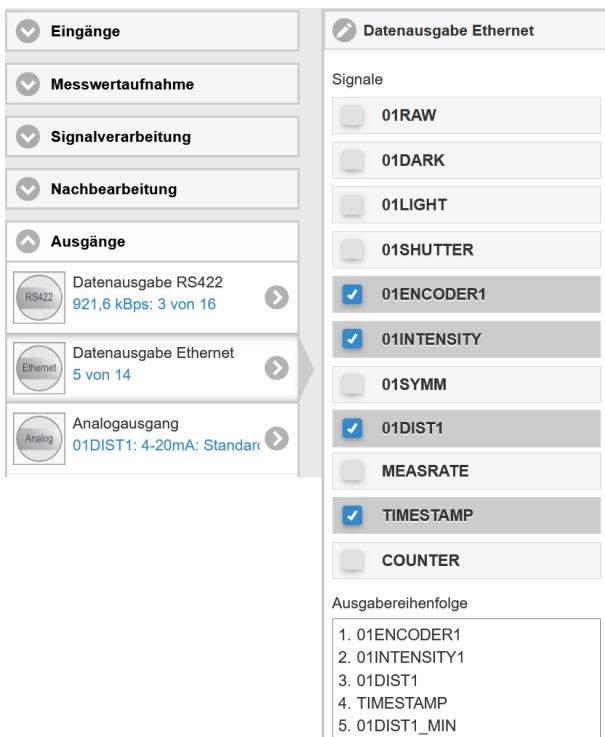 Eingänge
Messwertaufnahme
Signalverarbeitung
Nachbearbeitung
Ausgänge
RS422
Datenausgabe RS422
921,6 kBps: 3 von 16
Ethernet
Datenausgabe Ethernet
5 von 14
Analog
Analogausgang
01DIST1: 4-20mA: Standard
Datenausgabe Ethernet
Signale
01RAW
01DARK
01LIGHT
01SHUTTER
01ENCODER1
01INTENSITY
01SYMM
01DIST1
MEASRATE
TIMESTAMP
COUNTER
Ausgabereihenfolge
1. 01ENCODER1
2. 01INTENSITY1
3. 01DIST1
4. TIMESTAMP
5. 01DIST1_MIN